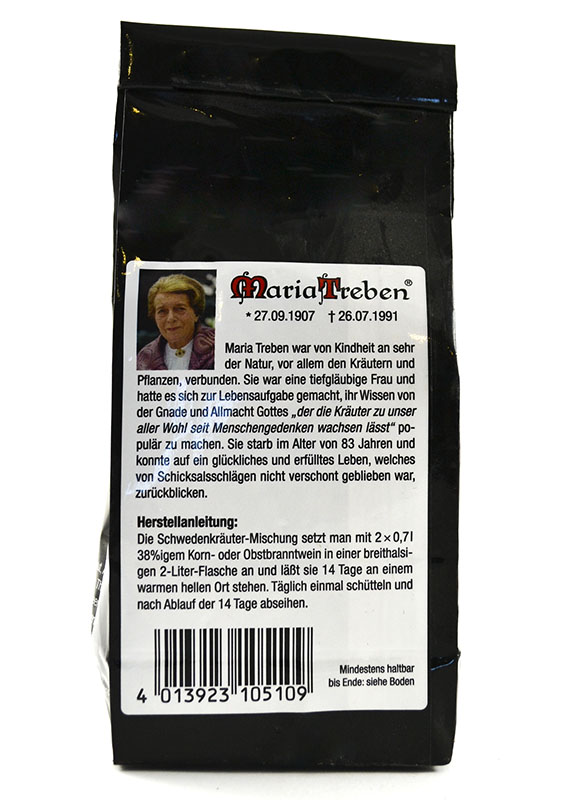 Maria Treben®
* 27.09.1907 † 26.07.1991
Maria Treben war von Kindheit an sehr
der Natur, vor allem den Kräutern und
Pflanzen, verbunden. Sie war eine tiefgläubige Frau und
hatte es sich zur Lebensaufgabe gemacht, ihr Wissen von
der Gnade und Allmacht Gottes „der die Kräuter zu unser
aller Wohl seit Menschengedenken wachsen lässt“ po-
pulär zu machen. Sie starb im Alter von 83 Jahren und
konnte auf ein glückliches und erfülltes Leben, welches
von Schicksalsschlägen nicht verschont geblieben war,
zurückblicken.
Herstellanleitung:
Die Schwedenkräuter-Mischung setzt man mit 2 × 0,7 l
38%igem Korn- oder Obstbranntwein in einer breithalsi-
gen 2-Liter-Flasche an und läßt sie 14 Tage an einem
warmen hellen Ort stehen. Täglich einmal schütteln und
nach Ablauf der 14 Tage abseihen.
Mindestens haltbar
bis Ende: siehe Boden
4 013923 105109